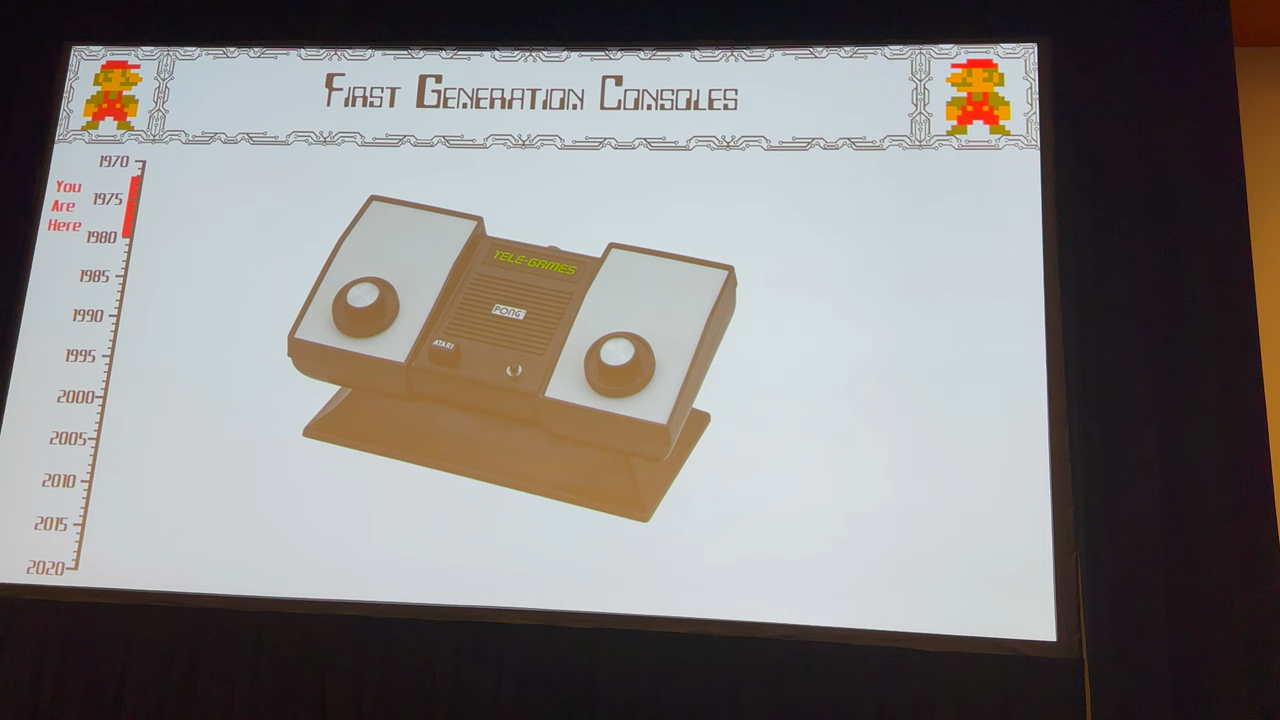 First Generation Consoles
1970
You
Are
Here
1975
1980
1985
1990
1995
2000
2005
2010
2015
2020
TELE-GAMES
PONG
ATARI